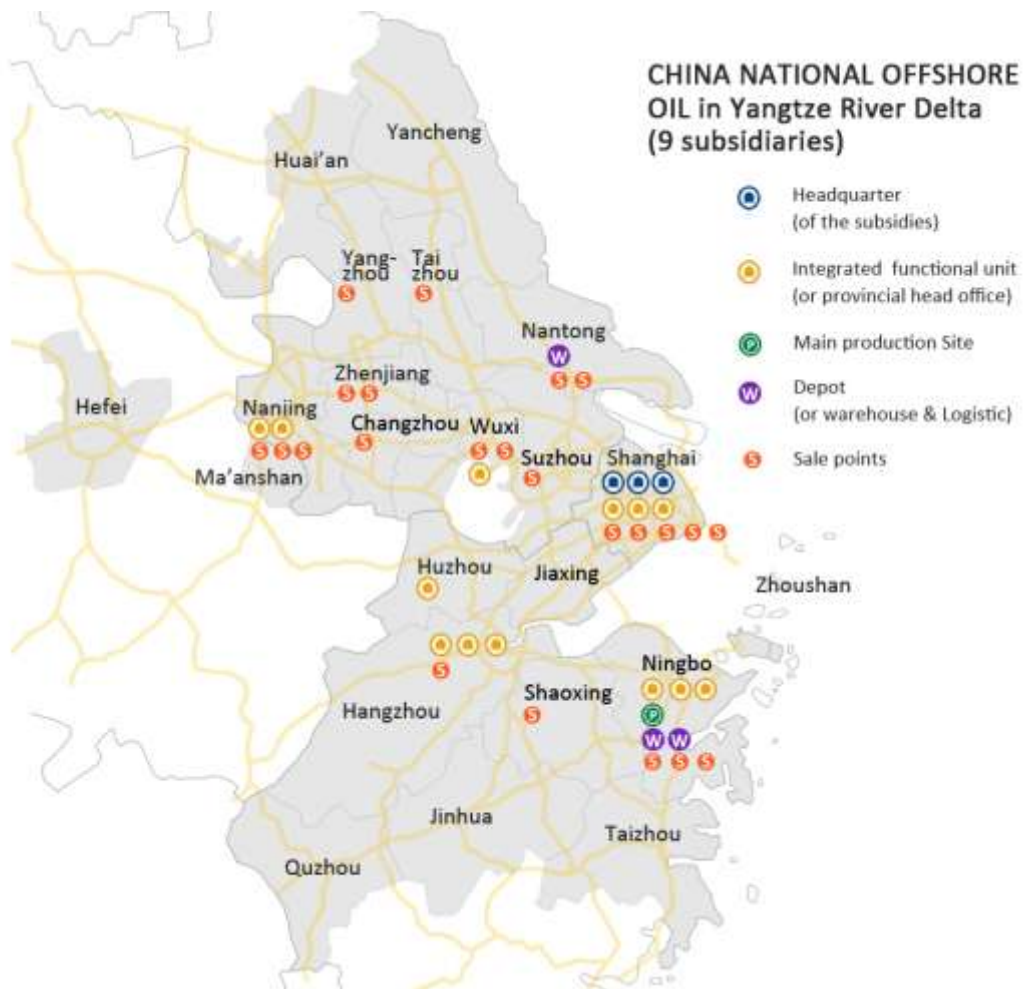 CHINA NATIONAL OFFSHORE
OIL in Yangtze River Delta
(9 subsidiaries)
Headquarter
(of the subsidies)
Integrated functional unit
(or provincial head office)
P
Main production Site
W
Depot
(or warehouse & Logistic)
S
Sale points
Yancheng
Huai'an
Yang-
zhou
Tai
zhou
S
S
Nantong
W
S S
Zhenjiang
S S
Hefei
Nanjing
S S S
Changzhou
S
Wuxi
S S
Suzhou
S
Shanghai
S S S S S
Ma'anshan
Huzhou
Jiaxing
Zhoushan
S
Hangzhou
Shaoxing
S
Ningbo
P
W W
S S S
Jinhua
Taizhou
Quzhou